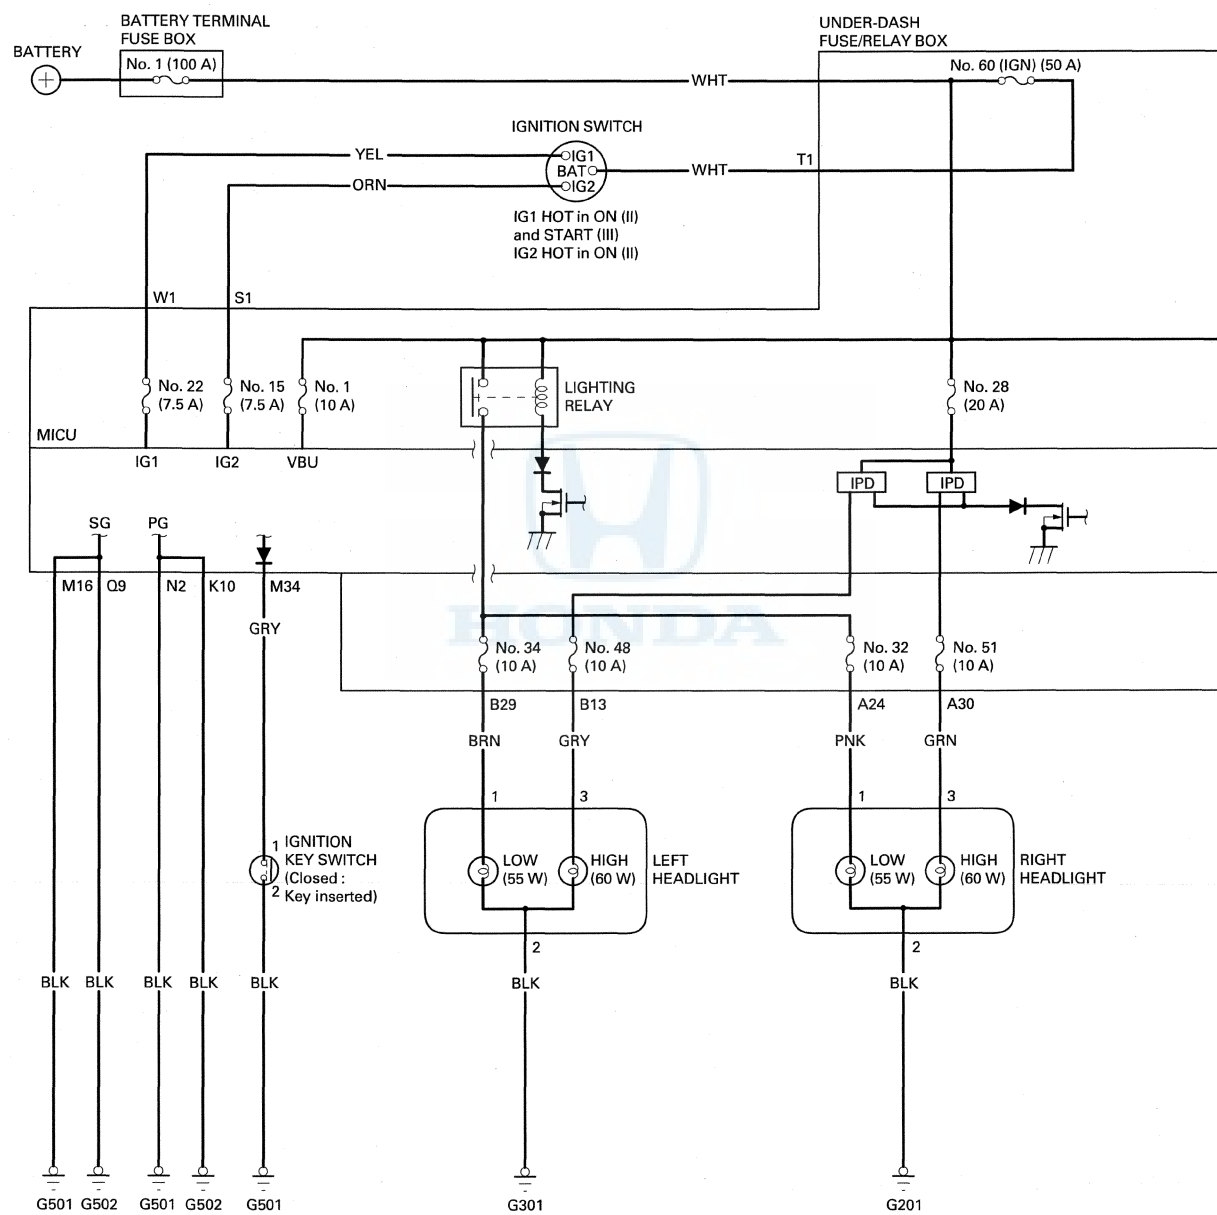 BATTERY TERMINAL
FUSE BOX
UNDER-DASH
FUSE/RELAY BOX
BATTERY
No. 1 (100 A)
No. 60 (IGN) (50 A)
WHT
IGNITION SWITCH
YEL
IG1
T1
BAT
WHT
ORN
IG2
IG1 HOT in ON (II)
and START (III)
IG2 HOT in ON (II)
W1
S1
No. 22
(7.5 A)
No. 15
(7.5 A)
No. 1
(10 A)
LIGHTING
RELAY
No. 28
(20 A)
MICU
IG1
IG2
VBU
IPD
IPD
SG
PG
M16
Q9
N2
K10
M34
GRY
HONDA
No. 34
(10 A)
No. 48
(10 A)
No. 32
(10 A)
No. 51
(10 A)
B29
B13
A24
A30
BRN
GRY
PNK
GRN
1
3
1
3
1
IGNITION
KEY SWITCH
(Closed :
Key inserted)
2
LOW
(55 W)
HIGH
(60 W)
LEFT
HEADLIGHT
LOW
(55 W)
HIGH
(60 W)
RIGHT
HEADLIGHT
2
2
BLK
BLK
BLK
BLK
BLK
BLK
BLK
G501
G502
G501
G502
G501
G301
G201